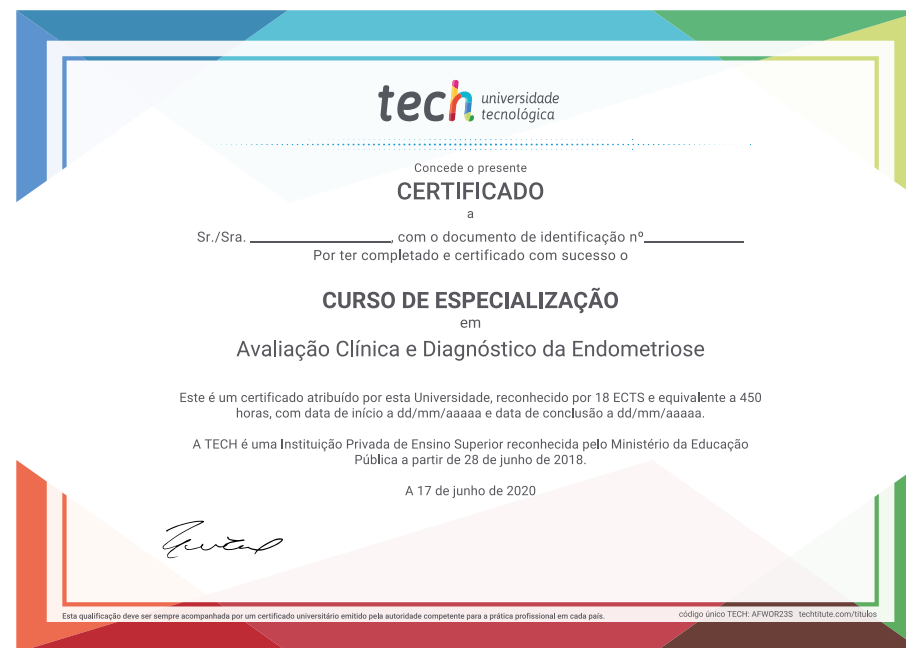 tech universidade
tecnológica
Concede o presente
CERTIFICADO
a
Sr./Sra. ________________, com o documento de identificação nº____________
Por ter completado e certificado com sucesso o
CURSO DE ESPECIALIZAÇÃO
em
Avaliação Clínica e Diagnóstico da Endometriose
Este é um certificado atribuído por esta Universidade, reconhecido por 18 ECTS e equivalente a 450
horas, com data de início a dd/mm/aaaaa e data de conclusão a dd/mm/aaaaa.
A TECH é uma Instituição Privada de Ensino Superior reconhecida pelo Ministério da Educação
Pública a partir de 28 de junho de 2018.
A 17 de junho de 2020
Esta qualificação deve ser sempre acompanhada por um certificado universitário emitido pela autoridade competente para a prática profissional em cada país.
código único TECH: AFWOR23S techtitute.com/titulos